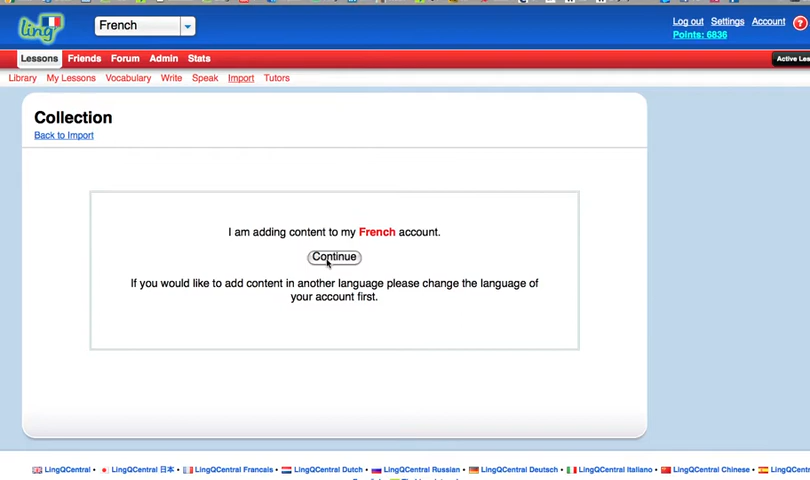 ling
French
Log out Settings Account ?
Points: 6836
Lessons Friends Forum Admin Stats
Active Les
Library My Lessons Vocabulary Write Speak Import Tutors
Collection
Back to Import
I am adding content to my French account.
Continue
If you would like to add content in another language please change the language of
your account first.
LingQCentral • LingQCentral 日本 • LingQCentral Francais • LingQCentral Dutch • LingQCentral Russian • LingQCentral Deutsch • LingQCentral Italiano • LingQCentral Chinese • LingQCentral